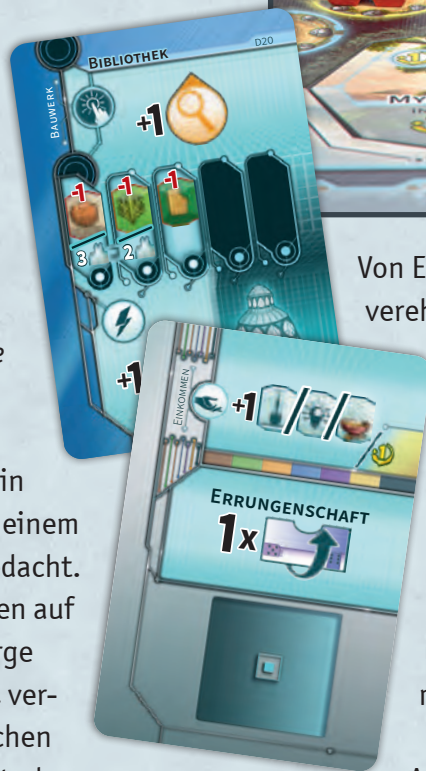 BIBLIOTHEK
D20
BAUWERK
+1
-1
-1
-1
3
2
+1
MY
IN
Von E
vereh
e
in
einem
dacht.
en auf
rge
ver-
chen
EINKOMMEN
+1
ERRUNGENSCHAFT
1x